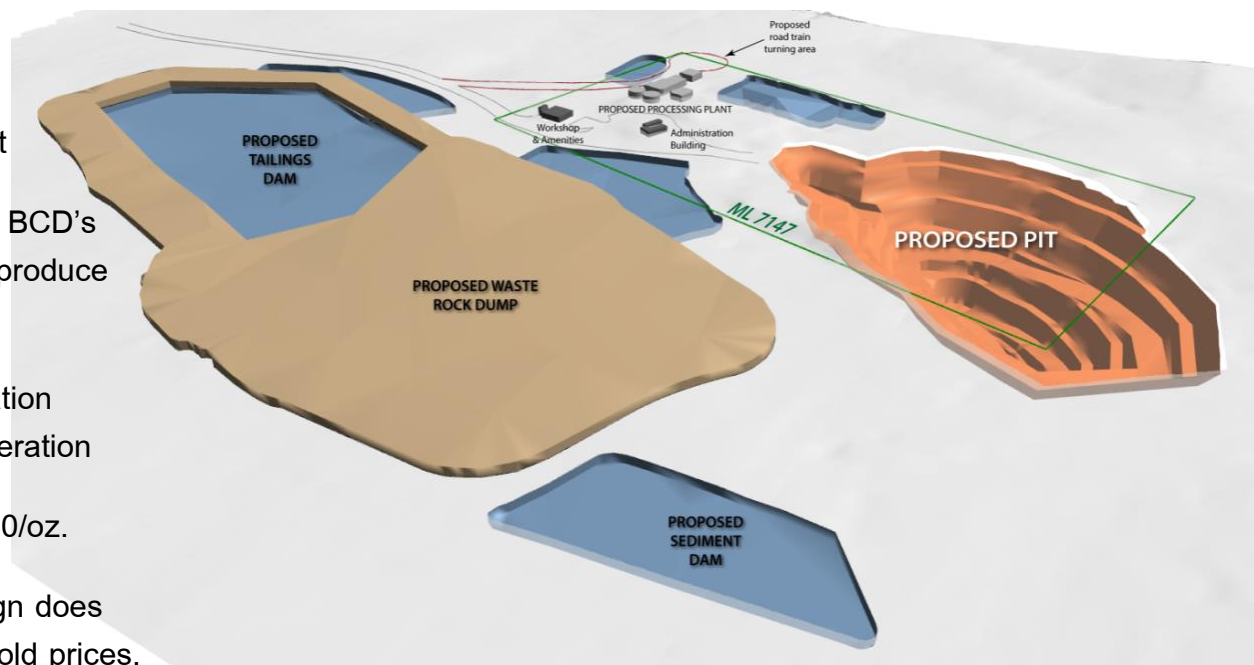 t
BCD's
produce
ation
eration
0/oz.
gn does
old prices.
Proposed
road train
turning area
PROPOSED PROCESSING PLANT
Workshop
& Amenities
Administration
Building
PROPOSED
TAILINGS
DAM
ML 7147
PROPOSED PIT
PROPOSED WASTE
ROCK DUMP
PROPOSED
SEDIMENT
DAM